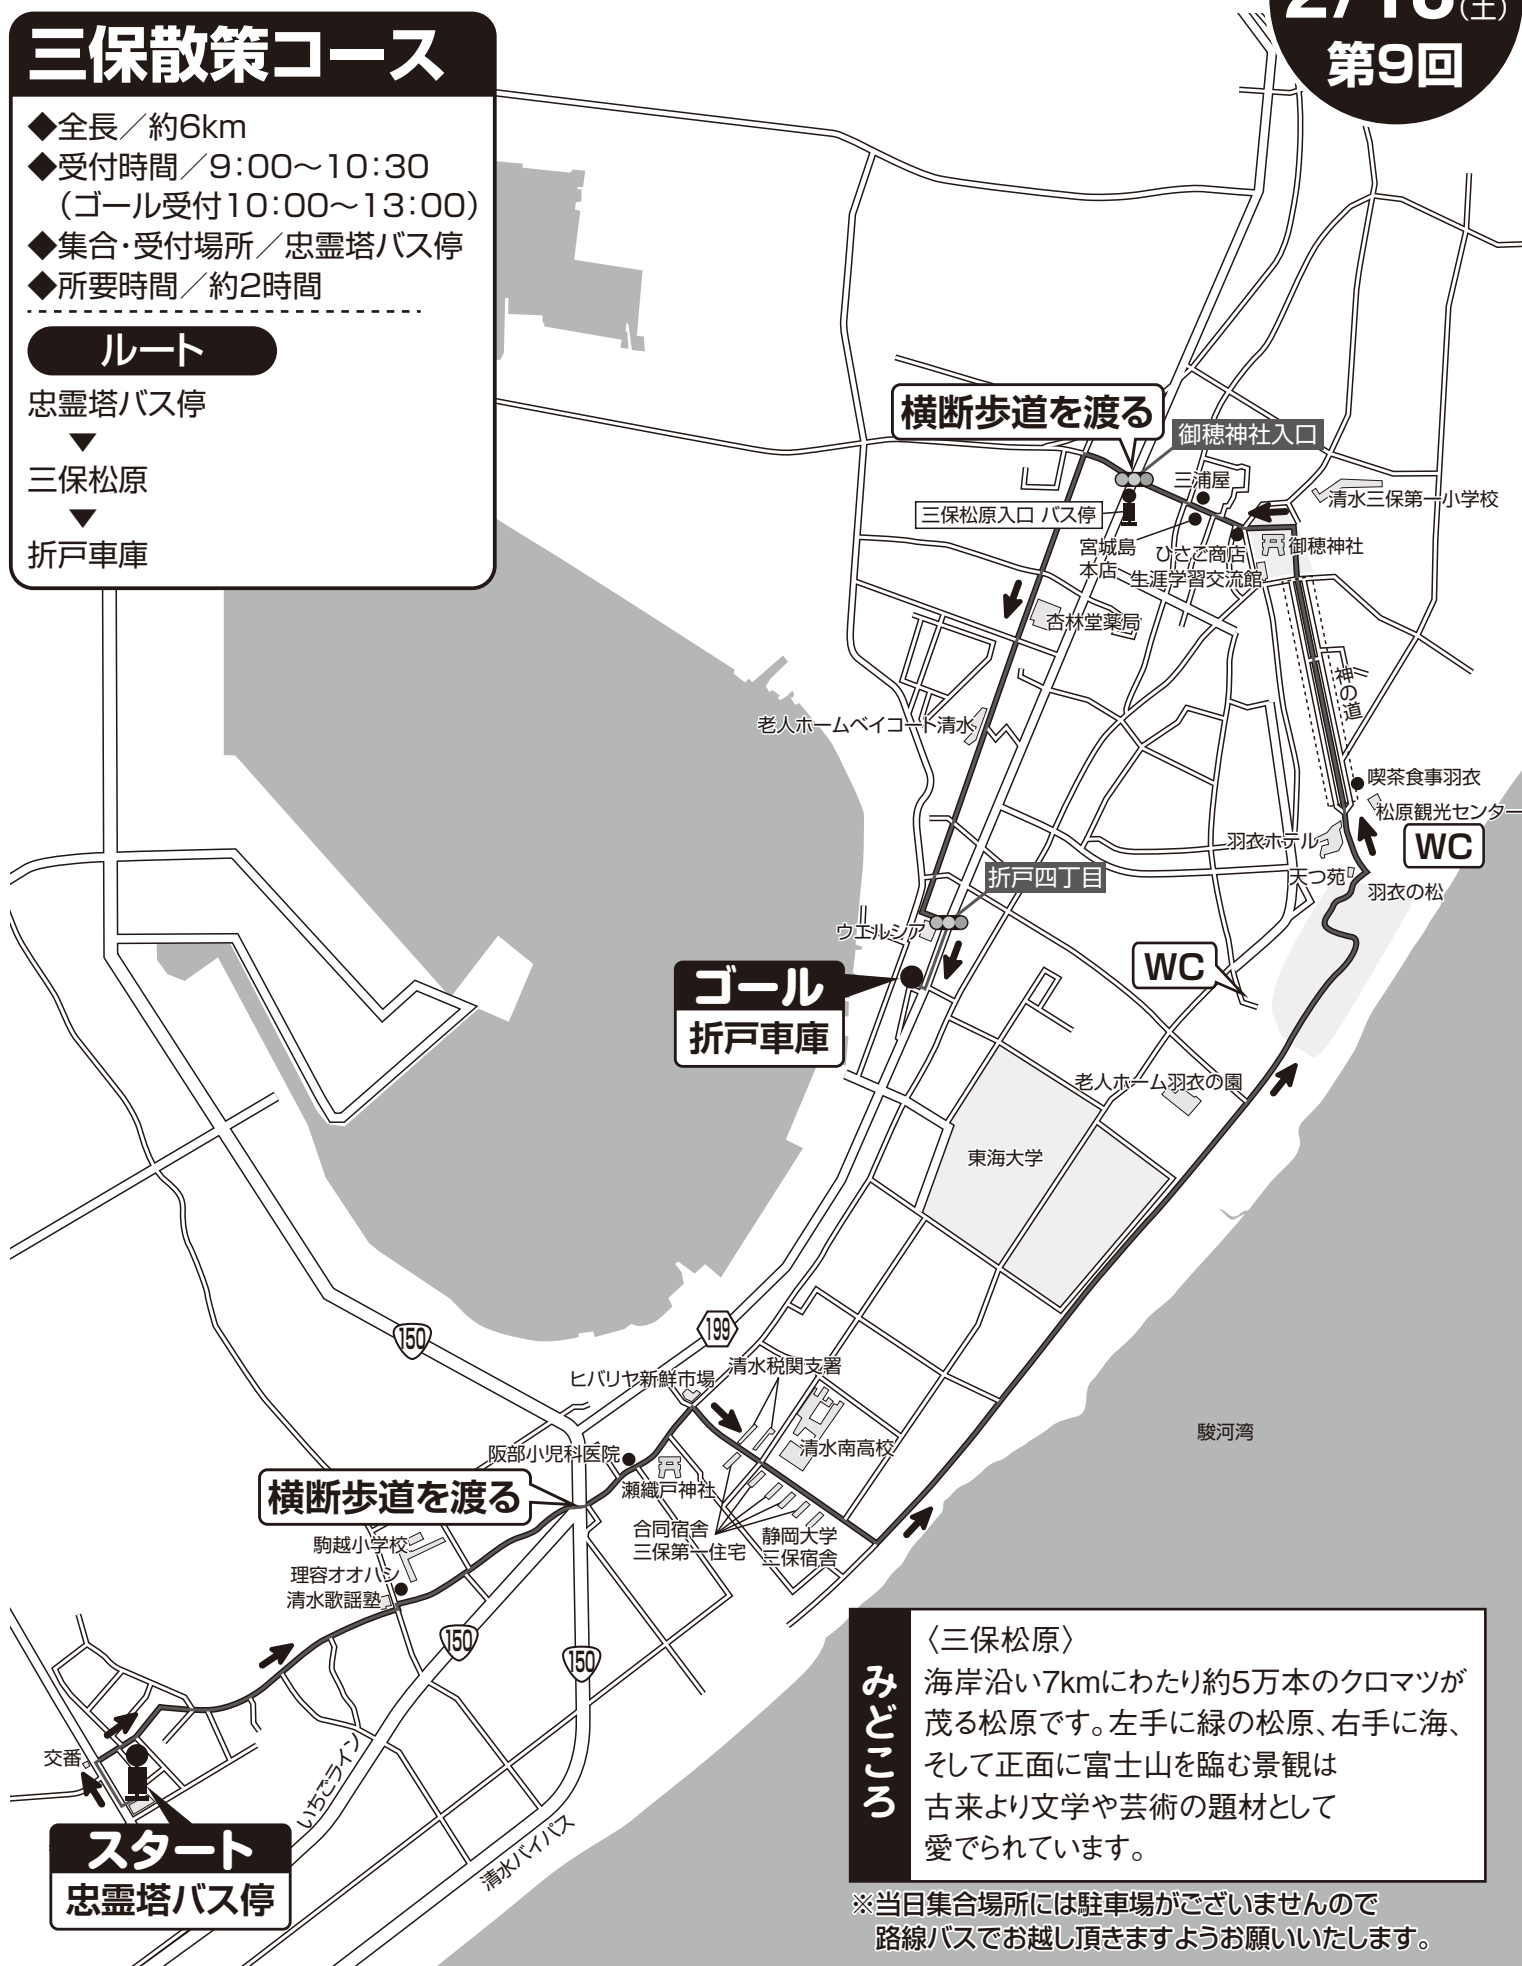 三保散策コース
◆全長／約6km
◆受付時間／9：00〜10：30
（ゴール受付10：00〜13：00）
◆集合・受付場所／忠霊塔バス停
◆所要時間／約2時間
ルート
忠霊塔バス停
▼
三保松原
▼
折戸車庫
(土)
第9回
横断歩道を渡る
御穂神社入口
三浦屋
清水三保第一小学校
三保松原入口 バス停
宮城島
本店
ひさご商店
御穂神社
生涯学習交流館
杏林堂薬局
神の道
老人ホームベイコート清水
喫茶食事羽衣
松原観光センター
羽衣ホテル
WC
折戸四丁目
天つ苑
羽衣の松
ウエルシア
WC
ゴール
折戸車庫
老人ホーム羽衣の園
東海大学
150
199
清水税関支署
ヒバリヤ新鮮市場
駿河湾
清水南高校
阪部小児科医院
瀬織戸神社
横断歩道を渡る
合同宿舎
三保第一住宅
静岡大学
三保宿舎
駒越小学校
理容オオハシ
清水歌謡塾
150
150
交番
いちごライン
清水バイパス
スタート
忠霊塔バス停
みどころ
〈三保松原〉
海岸沿い7kmにわたり約5万本のクロマツが
茂る松原です。左手に緑の松原、右手に海、
そして正面に富士山を臨む景観は
古来より文学や芸術の題材として
愛でられています。
※当日集合場所には駐車場がございませんので
路線バスでお越し頂きますようお願いいたします。